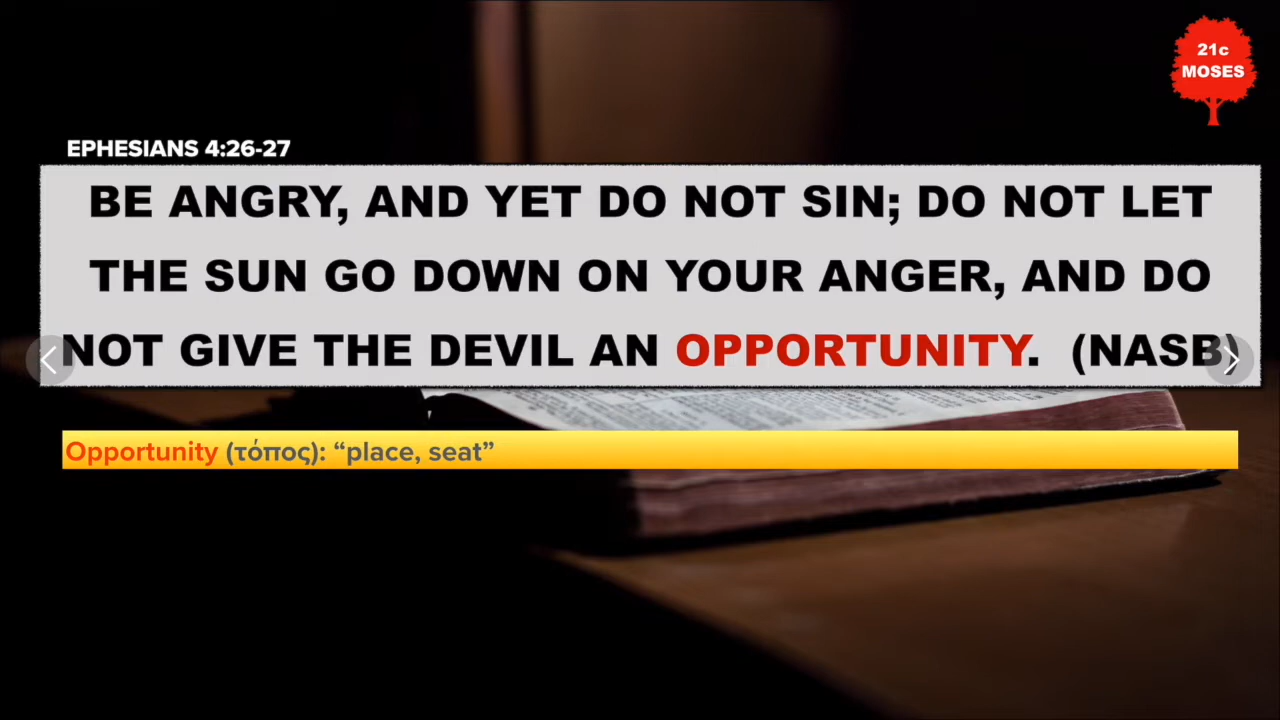 21c
MOSES
EPHESIANS 4:26-27
BE ANGRY, AND YET DO NOT SIN; DO NOT LET
THE SUN GO DOWN ON YOUR ANGER, AND DO
NOT GIVE THE DEVIL AN OPPORTUNITY. (NASB)
Opportunity (τόπος): “place, seat”